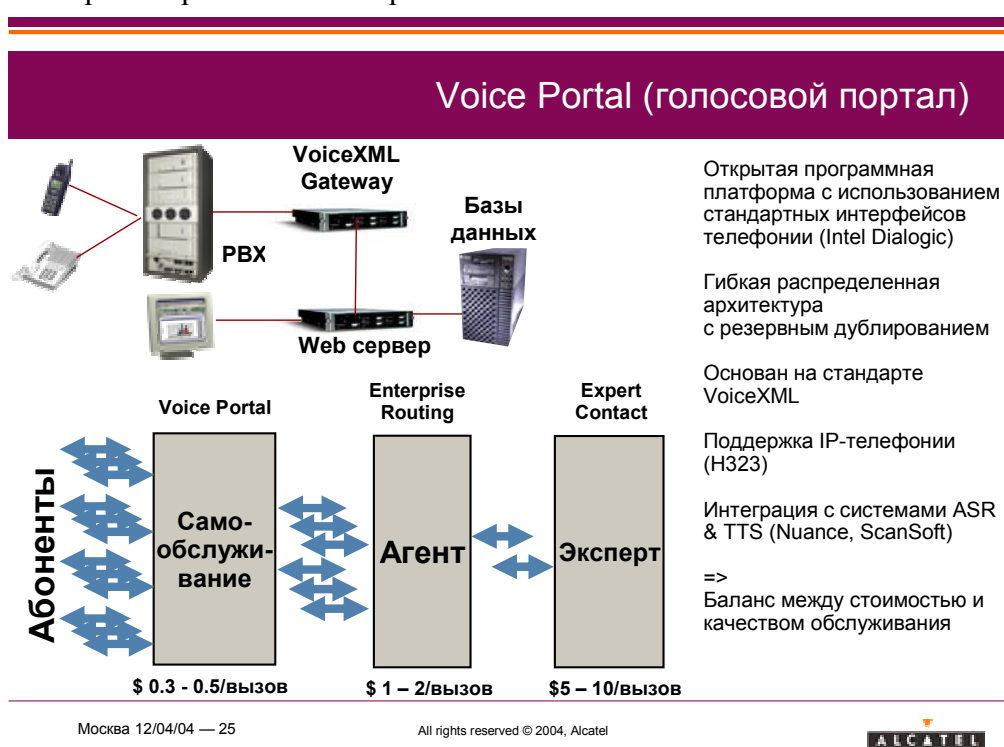 Voice Portal (голосовой портал)
VoiceXML
Gateway
Базы
данных
PBX
Web сервер
Открытая программная
платформа с использованием
стандартных интерфейсов
телефонии (Intel Dialogic)
Гибкая распределенная
архитектура
с резервным дублированием
Основан на стандарте
VoiceXML
Поддержка IP-телефонии
(H323)
Интеграция с системами ASR
& TTS (Nuance, ScanSoft)
=>
Баланс между стоимостью и
качеством обслуживания
Voice Portal
Enterprise
Routing
Expert
Contact
Абоненты
Само-
обслужи-
вание
Агент
Эксперт
$ 0.3 - 0.5/вызов
$ 1 – 2/вызов
$5 – 10/вызов
Москва 12/04/04 — 25
All rights reserved © 2004, Alcatel
ALCATEL